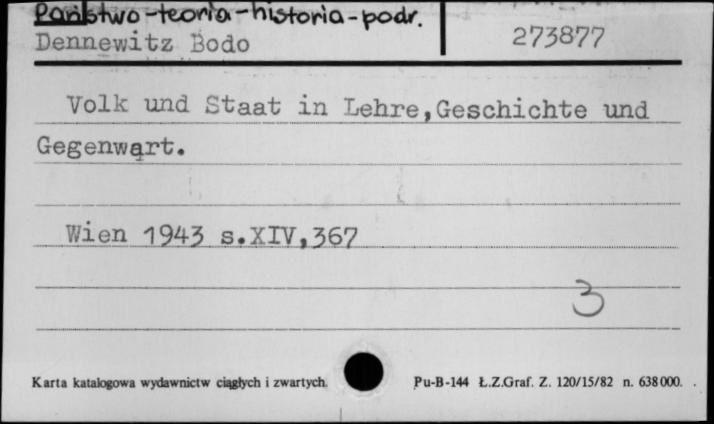 Państwo-teoria-historia-podr.
Dennewitz Bodo
273877
Volk und Staat in Lehre,Geschichte und
Gegenwart.
Wien 1943 s.XIV,367
3
Karta katalogowa wydawnictw ciągłych i zwartych. Pu-B-144 Ł.Z.Graf. Z. 120/15/82 n. 638000.